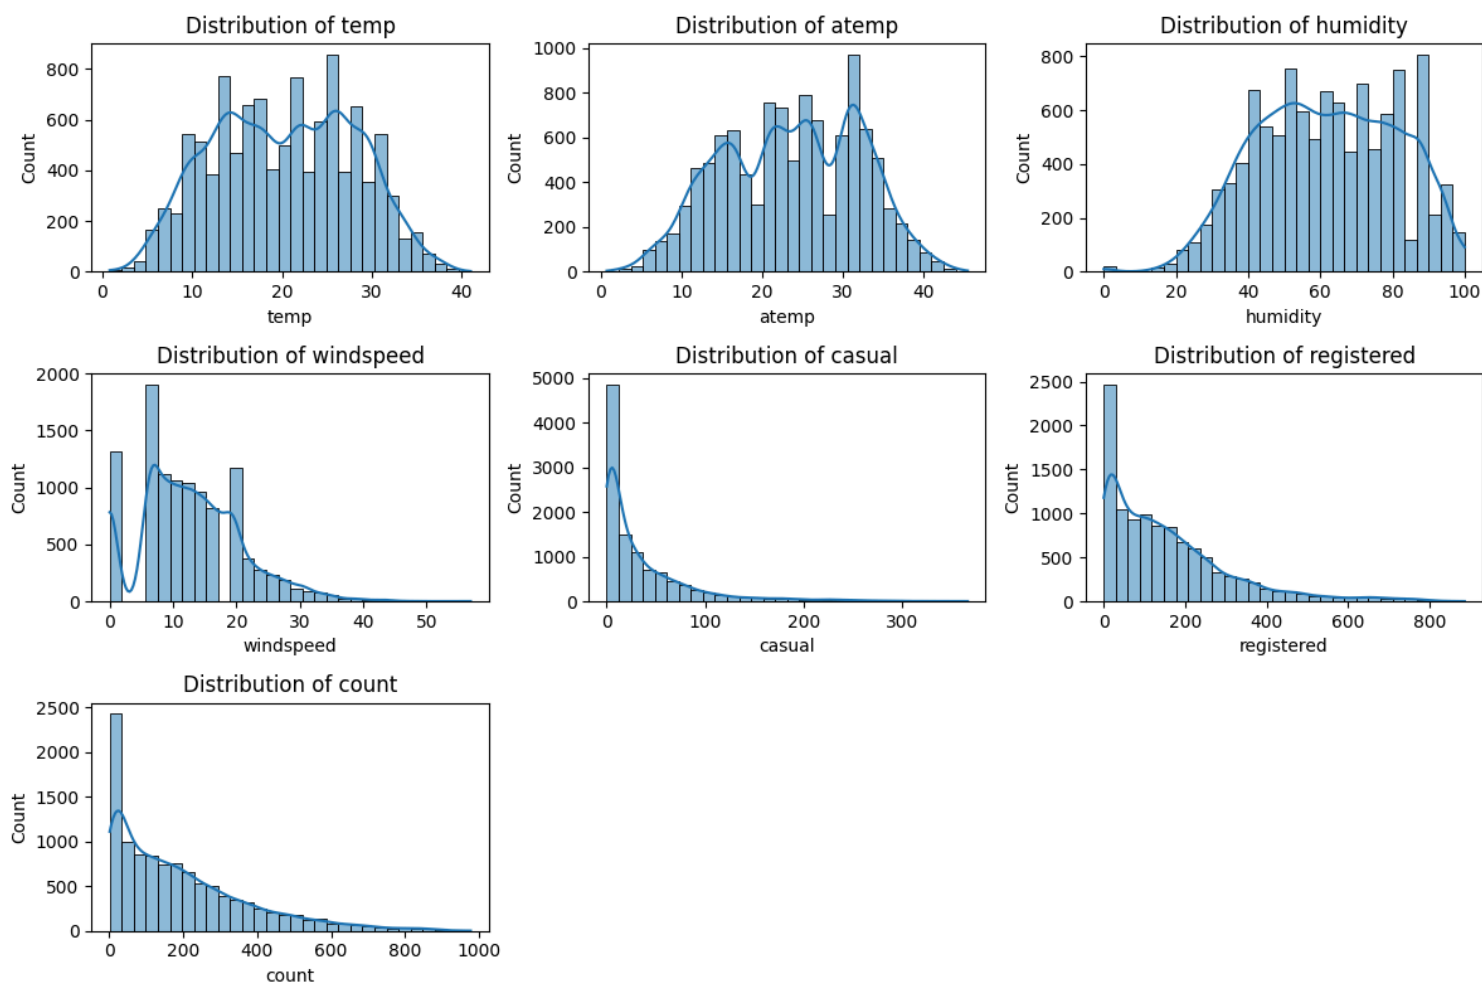 Distribution of temp
Count
800
600
400
200
0
0 10 20 30 40
temp
Distribution of atemp
Count
1000
800
600
400
200
0
0 10 20 30 40
atemp
Distribution of humidity
Count
800
600
400
200
0
0 20 40 60 80 100
humidity
Distribution of windspeed
Count
2000
1500
1000
500
0
0 10 20 30 40 50
windspeed
Distribution of casual
Count
5000
4000
3000
2000
1000
0
0 100 200 300
casual
Distribution of registered
Count
2500
2000
1500
1000
500
0
0 200 400 600 800
registered
Distribution of count
Count
2500
2000
1500
1000
500
0
0 200 400 600 800 1000
count